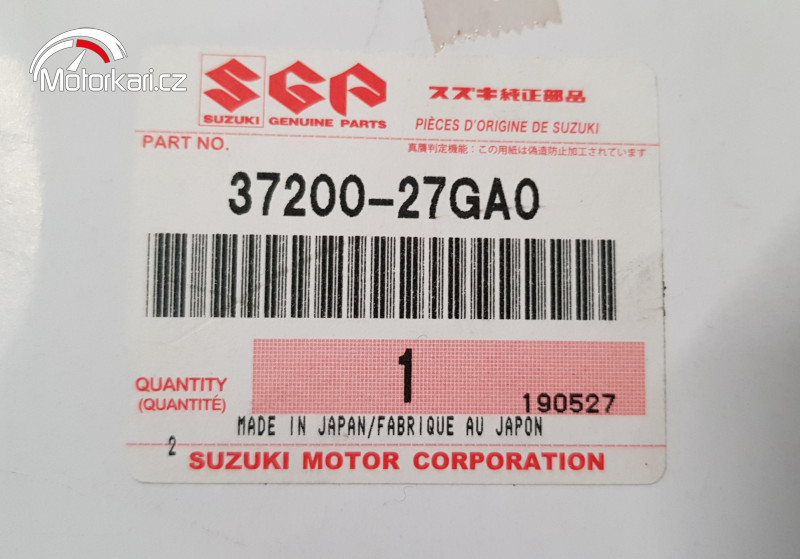 Motorkari.cz
SGP
SUZUKI GENUINE PARTS
スズキ純正部品
PIÈCES D'ORIGINE DE SUZUKI
PART NO.
真贋判定機能：この用紙は偽造防止加工されています
37200-27GA0
QUANTITY
(QUANTITÉ)
1
190527
MADE IN JAPAN/FABRIQUE AU JAPON
2
SUZUKI MOTOR CORPORATION